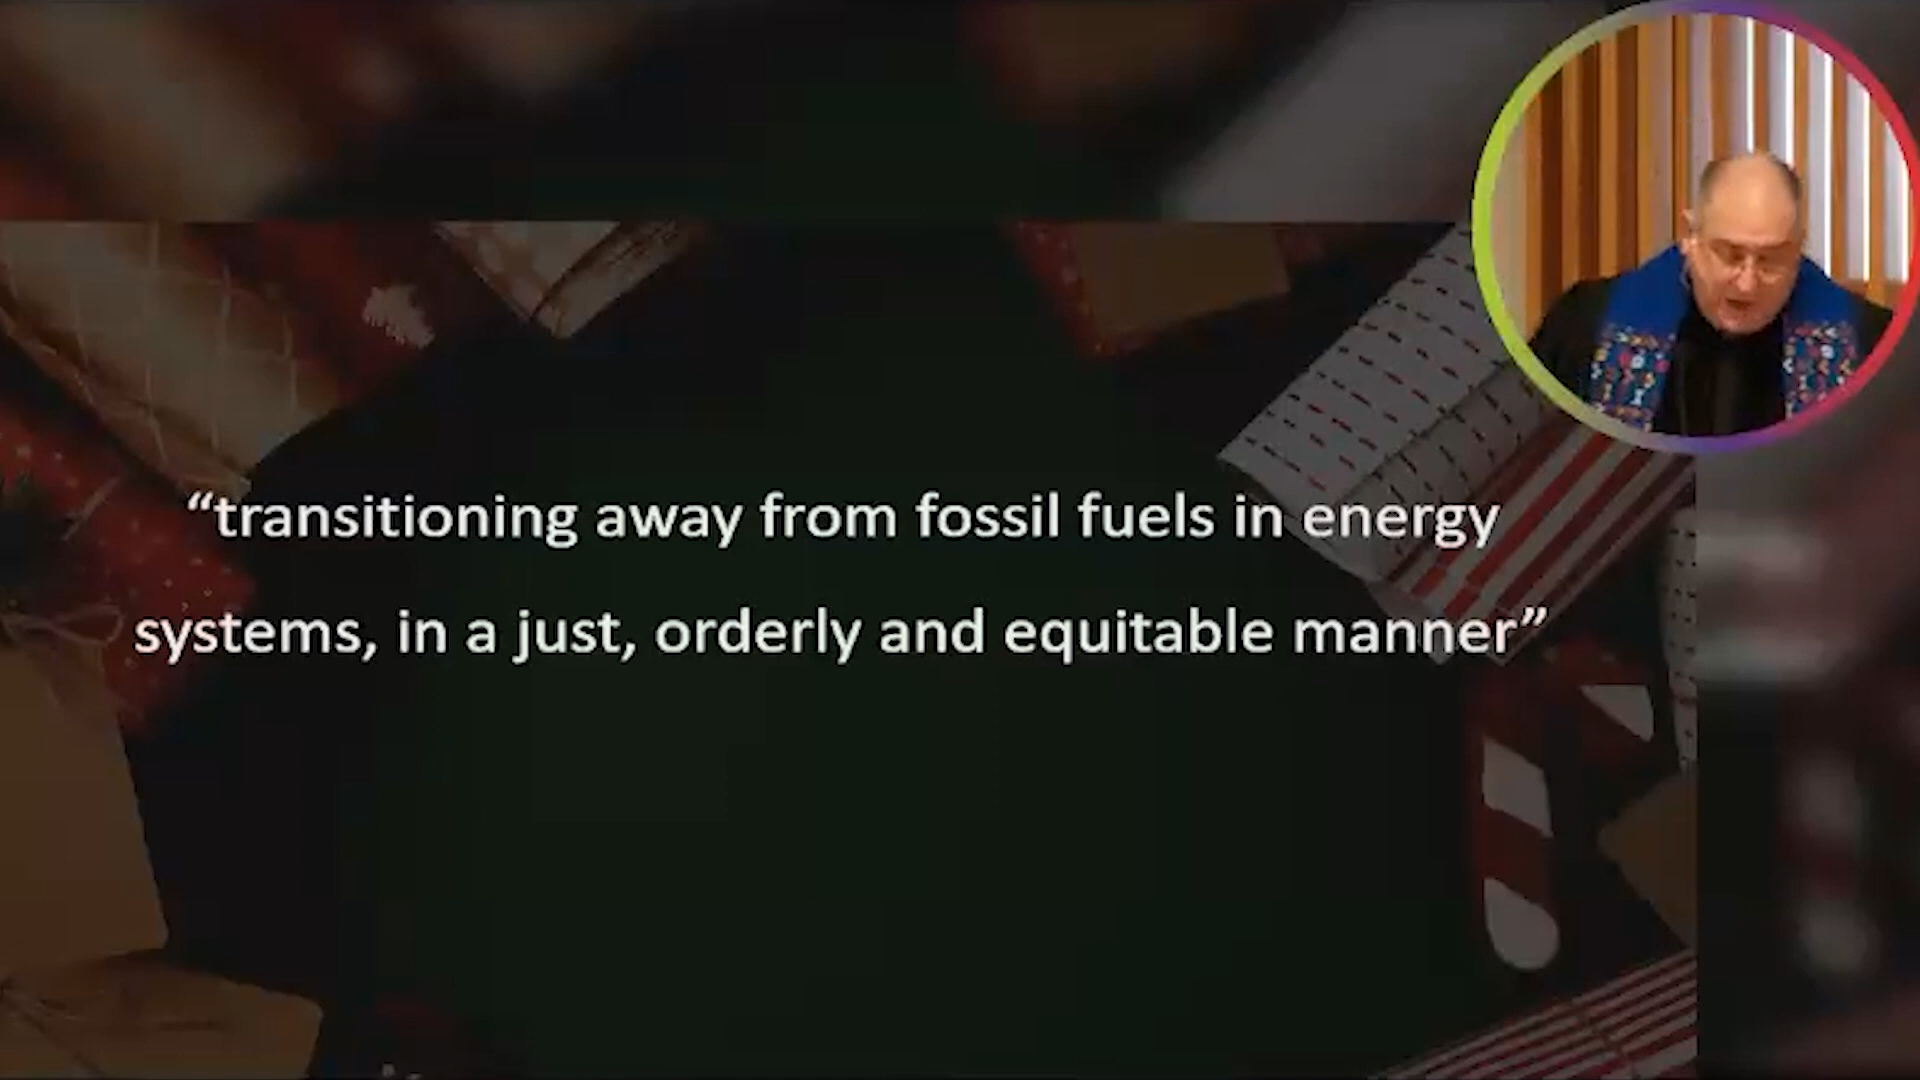 “transitioning away from fossil fuels in energy
systems, in a just, orderly and equitable manner”